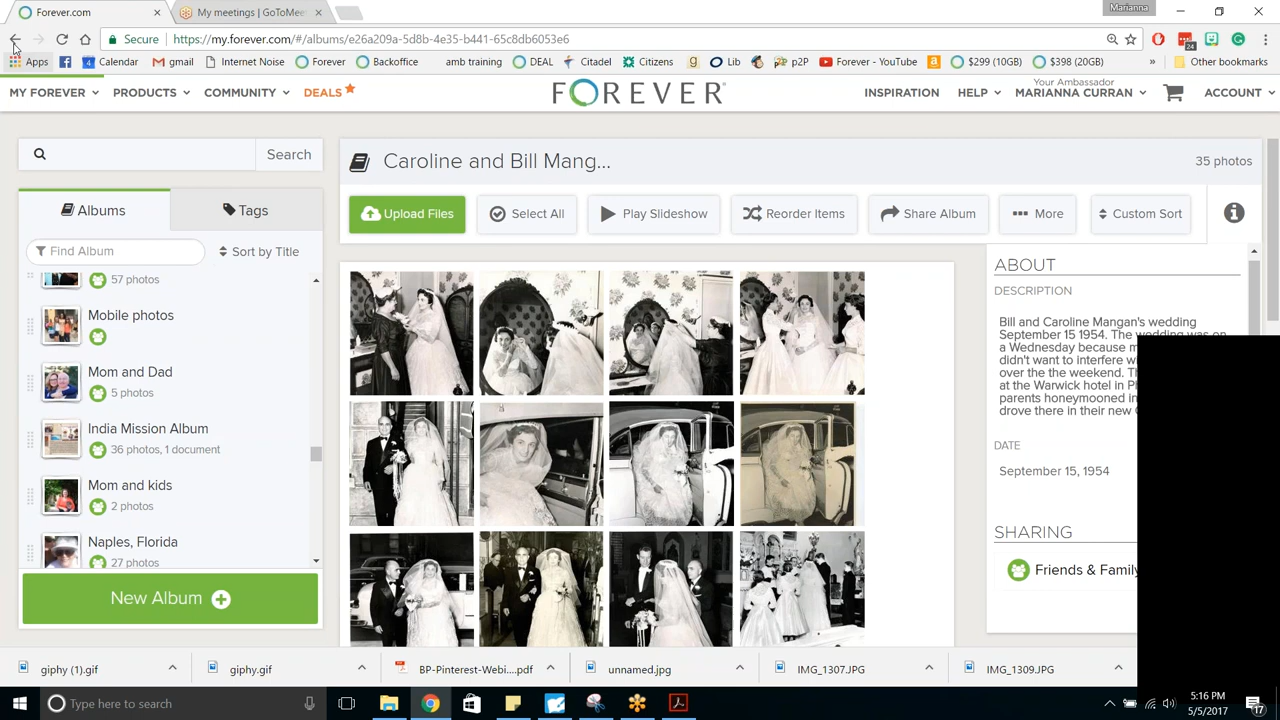 Forever.com
My meetings | GoToMee
Marianna
Secure
https://my.forever.com/#/albums/e26a209a-5d8b-4e35-b441-65c8db6053e6
24
Apps
Calendar
gmail
Internet Noise
Forever
Backoffice
amb training
DEAL
Citadel
Citizens
Lib
p2P
Forever - YouTube
$299 (10GB)
$398 (20GB)
Other bookmarks
MY FOREVER
PRODUCTS
COMMUNITY
DEALS
FOREVER
INSPIRATION
HELP
Your Ambassador
MARIANNA CURRAN
ACCOUNT
Search
Caroline and Bill Mang...
35 photos
Albums
Tags
Upload Files
Select All
Play Slideshow
Reorder Items
Share Album
More
Custom Sort
Find Album
Sort by Title
57 photos
Mobile photos
Mom and Dad
5 photos
India Mission Album
36 photos, 1 document
Mom and kids
2 photos
Naples, Florida
27 photos
New Album
ABOUT
DESCRIPTION
Bill and Caroline Mangan's wedding
September 15 1954. The wedding was on
a Wednesday because m
didn't want to interfere w
over the the weekend. T
at the Warwick hotel in P
parents honeymooned in
drove there in their new
DATE
September 15, 1954
SHARING
Friends & Family
giphy (1).gif
giphy.gif
BP-Pinterest-Webi....pdf
unnamed.jpg
IMG_1307.JPG
IMG_1309.JPG
Type here to search
5:16 PM
5/5/2017
17